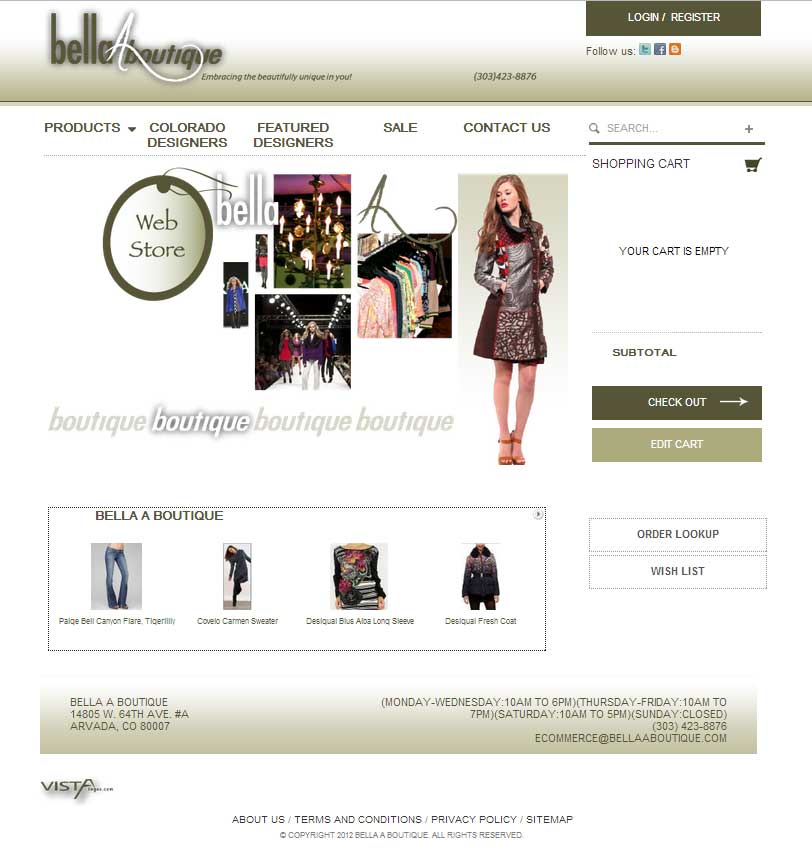 LOGIN / REGISTER
bella A boutique
Follow us:
Embracing the beautifully unique in you!
(303)423-8876
PRODUCTS
COLORADO DESIGNERS
FEATURED DESIGNERS
SALE
CONTACT US
SEARCH...
SHOPPING CART
Web
Store
bella A
YOUR CART IS EMPTY
SUBTOTAL
CHECK OUT
boutique boutique boutique boutique
EDIT CART
BELLA A BOUTIQUE
ORDER LOOKUP
WISH LIST
Paige Bell Canyon Flare, Tigerlilly
Covelo Carmen Sweater
Desigual Blus Alba Long Sleeve
Desigual Fresh Coat
BELLA A BOUTIQUE
14805 W. 64TH AVE. #A
ARVADA, CO 80007
(MONDAY-WEDNESDAY:10AM TO 6PM)(THURSDAY-FRIDAY:10AM TO
7PM)(SATURDAY:10AM TO 5PM)(SUNDAY:CLOSED)
(303) 423-8876
ECOMMERCE@BELLAABOUTIQUE.COM
VISTA
ABOUT US / TERMS AND CONDITIONS / PRIVACY POLICY / SITEMAP
© COPYRIGHT 2012 BELLA A BOUTIQUE. ALL RIGHTS RESERVED.